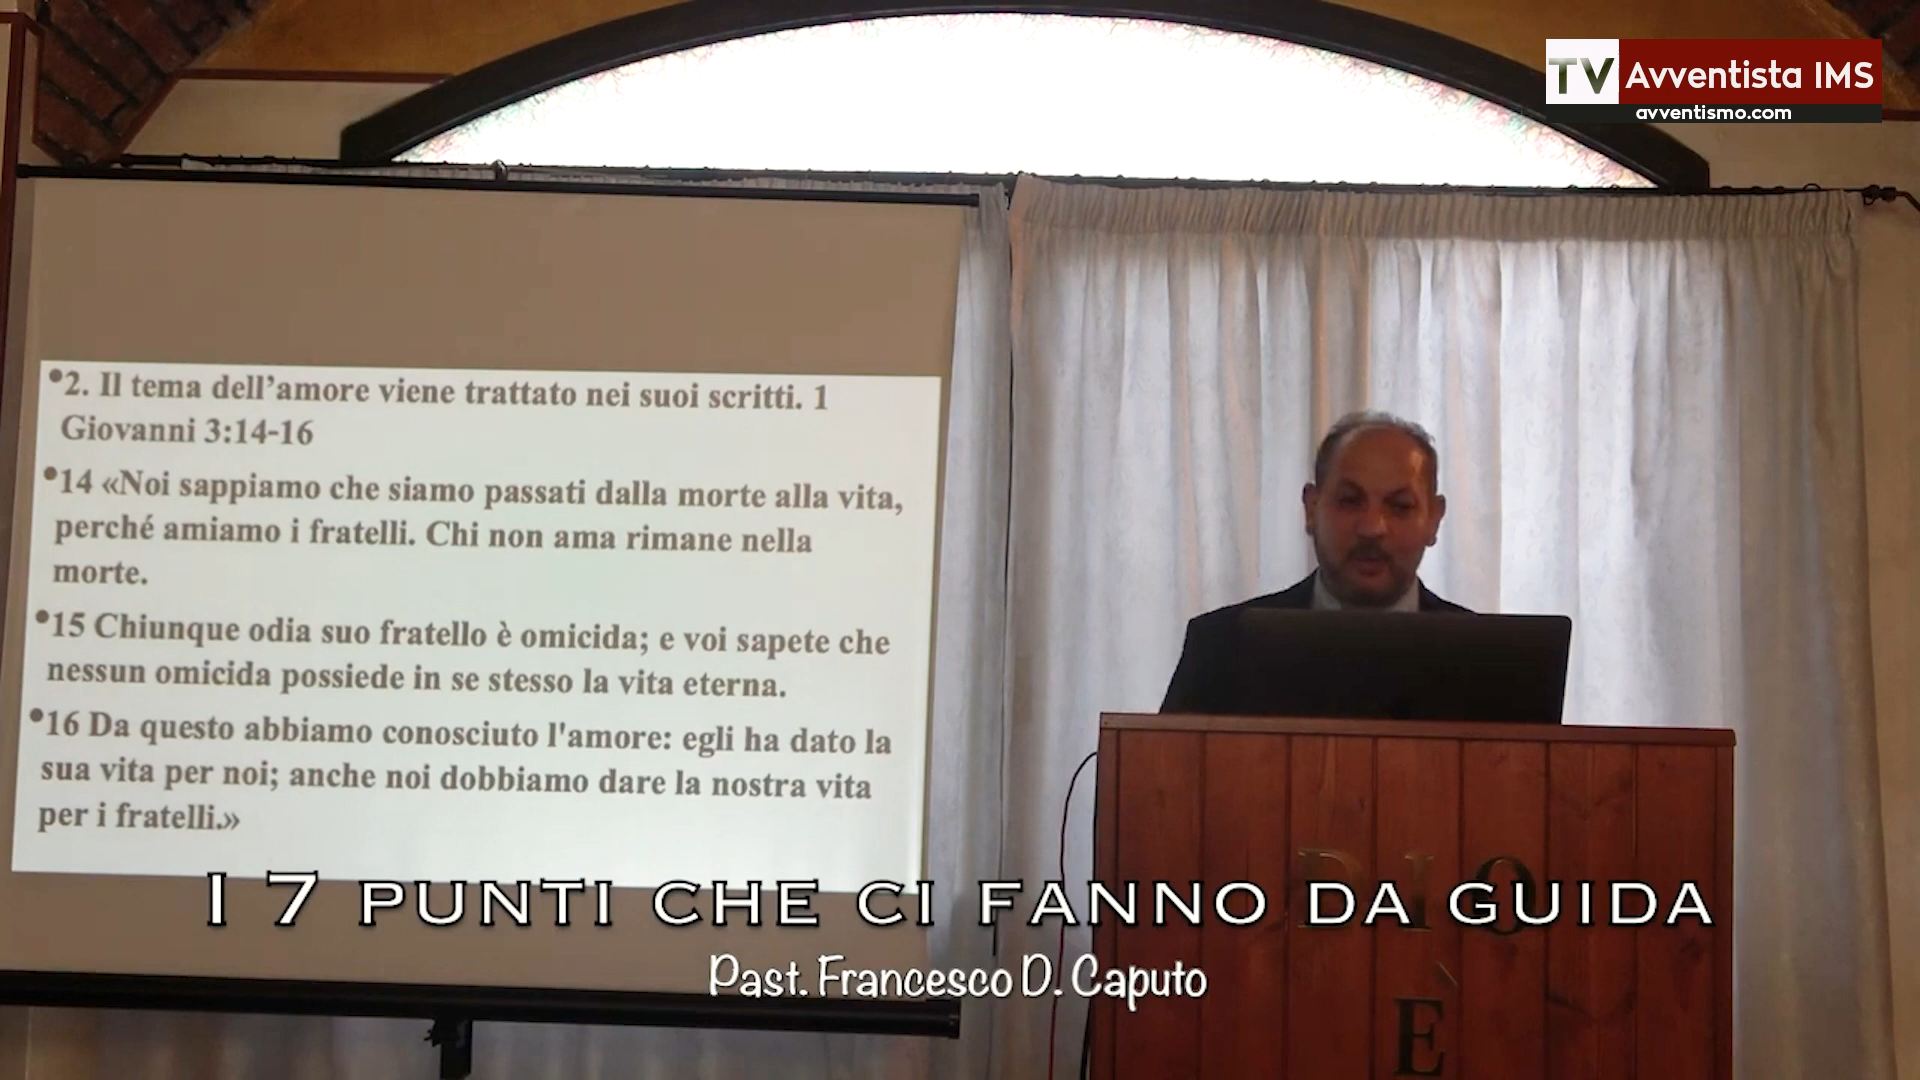 TV Avventista IMS
avventismo.com
•2. Il tema dell’amore viene trattato nei suoi scritti. 1
Giovanni 3:14-16
•14 «Noi sappiamo che siamo passati dalla morte alla vita,
perché amiamo i fratelli. Chi non ama rimane nella
morte.
•15 Chiunque odia suo fratello è omicida; e voi sapete che
nessun omicida possiede in se stesso la vita eterna.
•16 Da questo abbiamo conosciuto l'amore: egli ha dato la
sua vita per noi; anche noi dobbiamo dare la nostra vita
per i fratelli.»
I 7 PUNTI CHE CI FANNO DA GUIDA
Past. Francesco D. Caputo
DIO
È